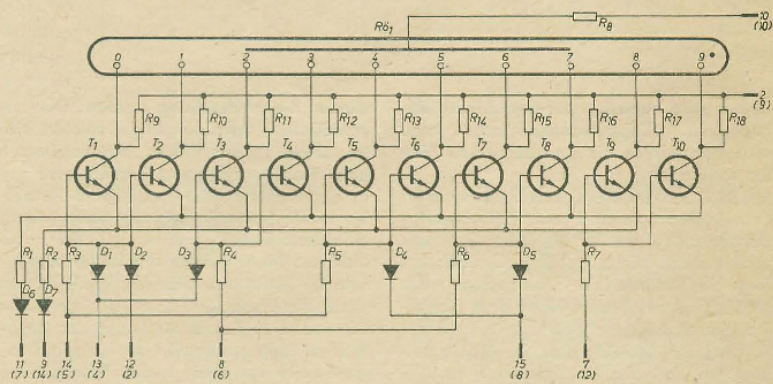 Rö1 R8 10
(10)
0 1 2 3 4 5 6 7 8 9
2
(9)
R9 R10 R11 R12 R13 R14 R15 R16 R17 R18
T1 T2 T3 T4 T5 T6 T7 T8 T9 T10
R1 R2 R3 D1 D2 D3 R4 R5 D4 R6 D5 R7
D6 D7
11 9 14 13 12 8 15 7
(7) (14) (5) (4) (2) (6) (8) (12)